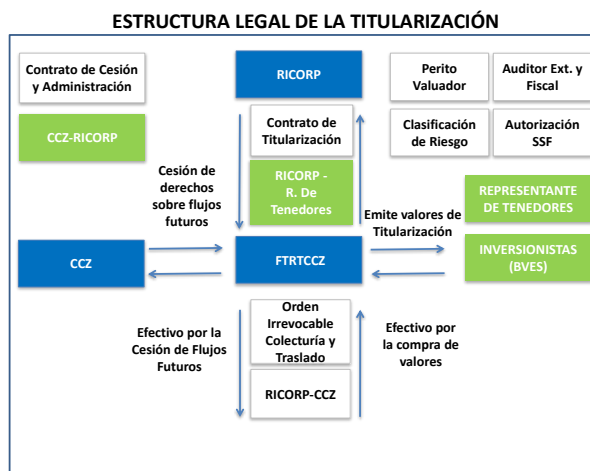 ESTRUCTURA LEGAL DE LA TITULARIZACIÓN
Contrato de Cesión
y Administración
RICORP
Perito
Valuador
Auditor Ext. y
Fiscal
CCZ-RICORP
Contrato de
Titularización
Clasificación
de Riesgo
Autorización
SSF
Cesión de
derechos
sobre flujos
futuros
RICORP -
R. De
Tenedores
Emite valores de
Titularización
REPRESENTANTE
DE TENEDORES
CCZ
FTRTCCZ
INVERSIONISTAS
(BVES)
Efectivo por la
Cesión de Flujos
Futuros
Orden
Irrevocable
Colecturía y
Traslado
Efectivo por
la compra de
valores
RICORP-CCZ